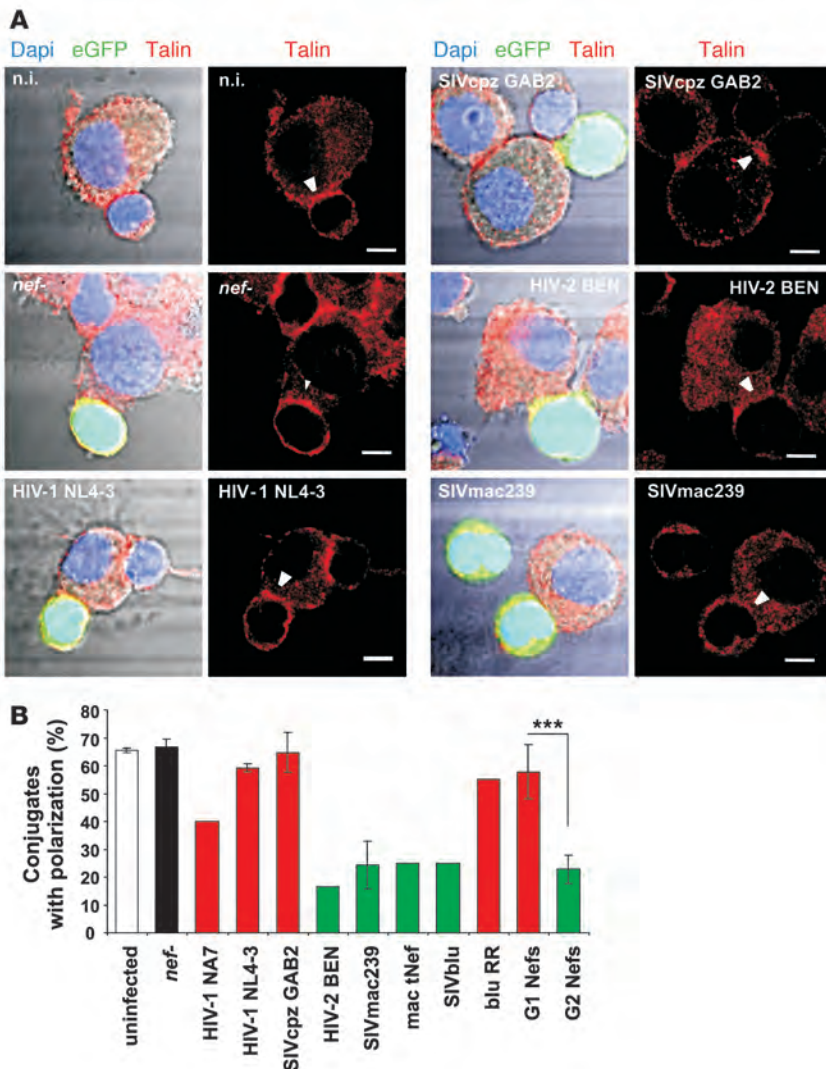 A
Dapi eGFP Talin
Talin
Dapi eGFP Talin
Talin
n.i.
n.i.
SIVcpz GAB2
SIVcpz GAB2
nef-
nef-
HIV-2 BEN
HIV-2 BEN
HIV-1 NL4-3
HIV-1 NL4-3
SIVmac239
SIVmac239
B
Conjugates
with polarization (%)
80
70
60
50
40
30
20
10
0
***
uninfected
nef-
HIV-1 NA7
HIV-1 NL4-3
SIVcpz GAB2
HIV-2 BEN
SIVmac239
mac tNef
SIVblu
blu RR
G1 Nefs
G2 Nefs